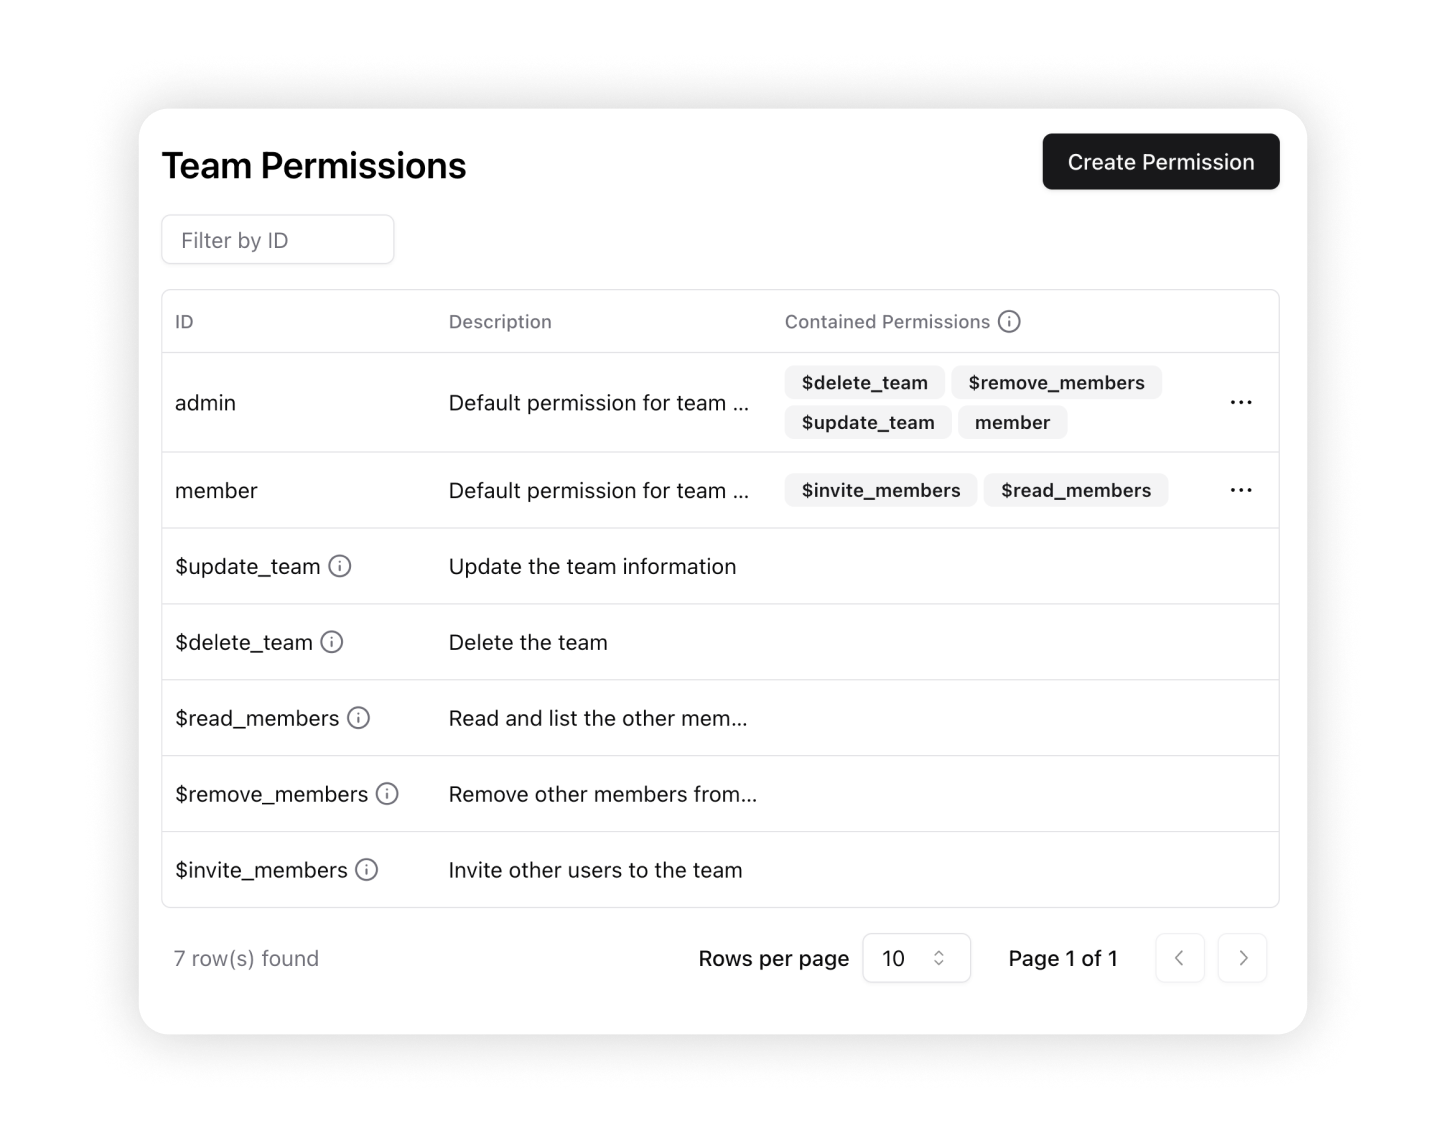 Team Permissions
Create Permission
Filter by ID
ID Description Contained Permissions
admin Default permission for team ... $delete_team $remove_members
$update_team member
member Default permission for team ... $invite_members $read_members
$update_team Update the team information
$delete_team Delete the team
$read_members Read and list the other mem...
$remove_members Remove other members from...
$invite_members Invite other users to the team
7 row(s) found Rows per page 10 Page 1 of 1